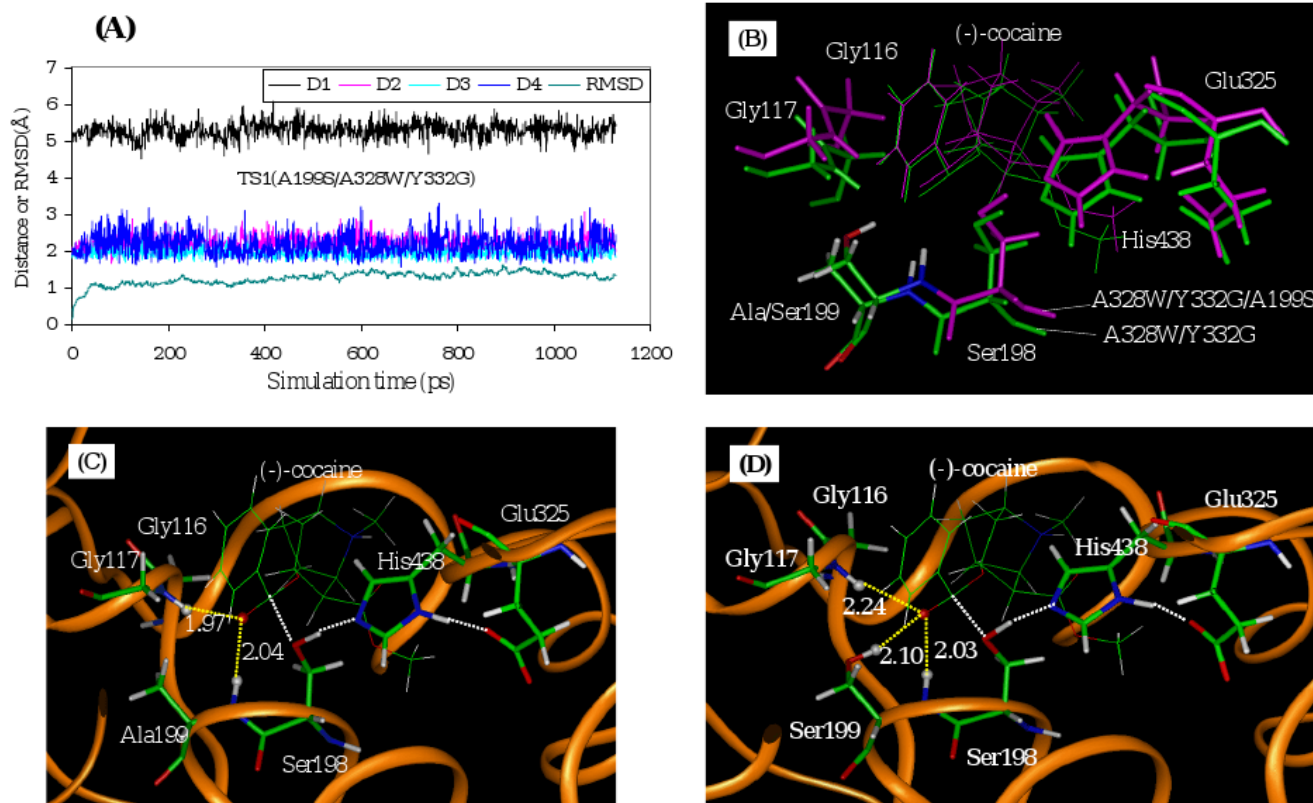 (A)
Distance or RMSD(Å)
7
6
5
4
3
2
1
0
D1 D2 D3 D4 RMSD
TS1(A199S/A328W/Y332G)
0 200 400 600 800 1000 1200
Simulation time (ps)
(B)
(-)-cocaine
Gly116
Glu325
Gly117
His438
A328W/Y332G/A199S
Ala/Ser199
A328W/Y332G
Ser198
(C)
(-)-cocaine
Gly116
Glu325
Gly117
His438
1.97
2.04
Ala199
Ser198
(D)
(-)-cocaine
Gly116
Glu325
Gly117
His438
2.24
2.10
2.03
Ser199
Ser198